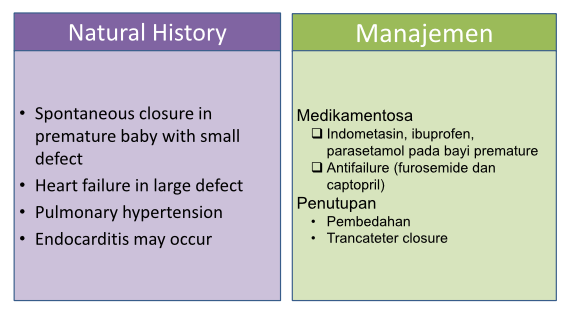 Natural History
• Spontaneous closure in
premature baby with small
defect
• Heart failure in large defect
• Pulmonary hypertension
• Endocarditis may occur
Manajemen
Medikamentosa
❑ Indometasin, ibuprofen,
parasetamol pada bayi premature
❑ Antifailure (furosemide dan
captopril)
Penutupan
• Pembedahan
• Trancateter closure